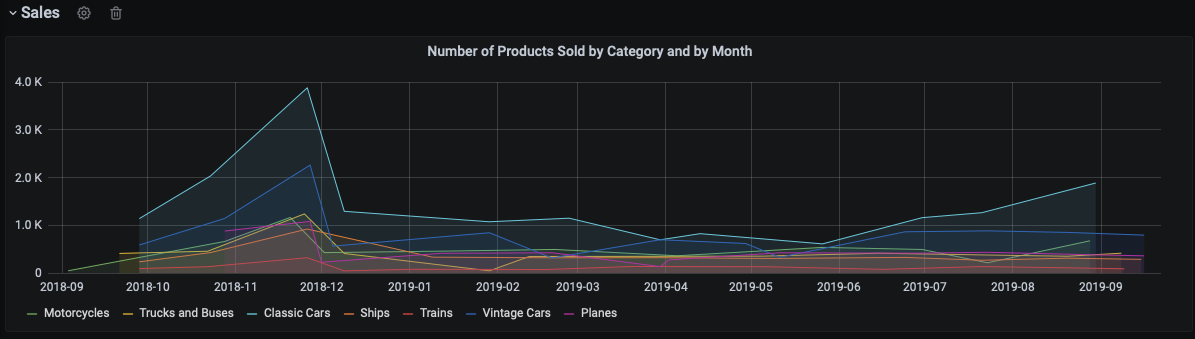 Sales
Number of Products Sold by Category and by Month
4.0 K
3.0 K
2.0 K
1.0 K
0
2018-09 2018-10 2018-11 2018-12 2019-01 2019-02 2019-03 2019-04 2019-05 2019-06 2019-07 2019-08 2019-09
Motorcycles Trucks and Buses Classic Cars Ships Trains Vintage Cars Planes